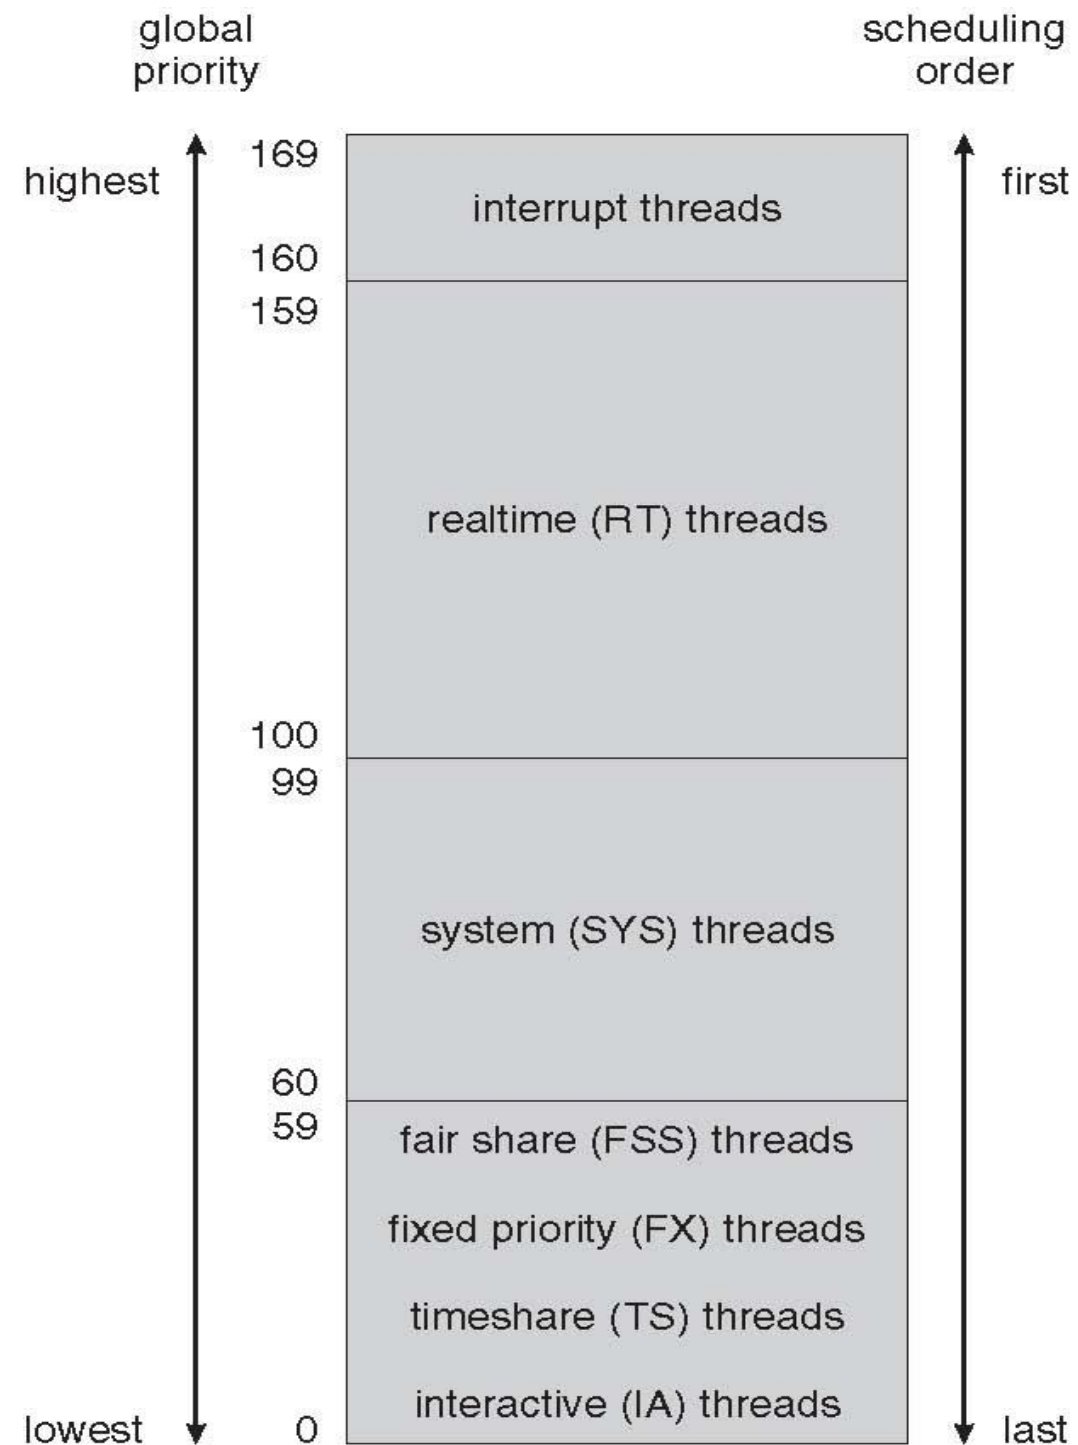 global
priority
scheduling
order
highest
169
first
interrupt threads
160
159
realtime (RT) threads
100
99
system (SYS) threads
60
59
fair share (FSS) threads
fixed priority (FX) threads
timeshare (TS) threads
interactive (IA) threads
lowest
0
last